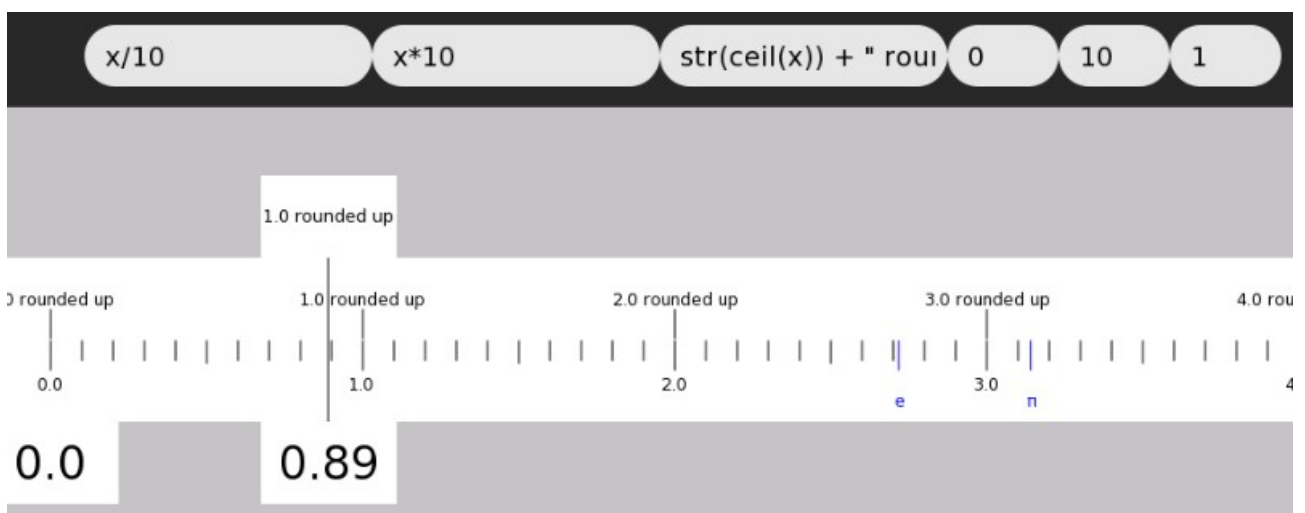 x/10 x*10 str(ceil(x)) + " rou 0 10 1
1.0 rounded up
0 rounded up 1.0 rounded up 2.0 rounded up 3.0 rounded up 4.0 rou
0.0 1.0 2.0 3.0 4
e π
0.0 0.89